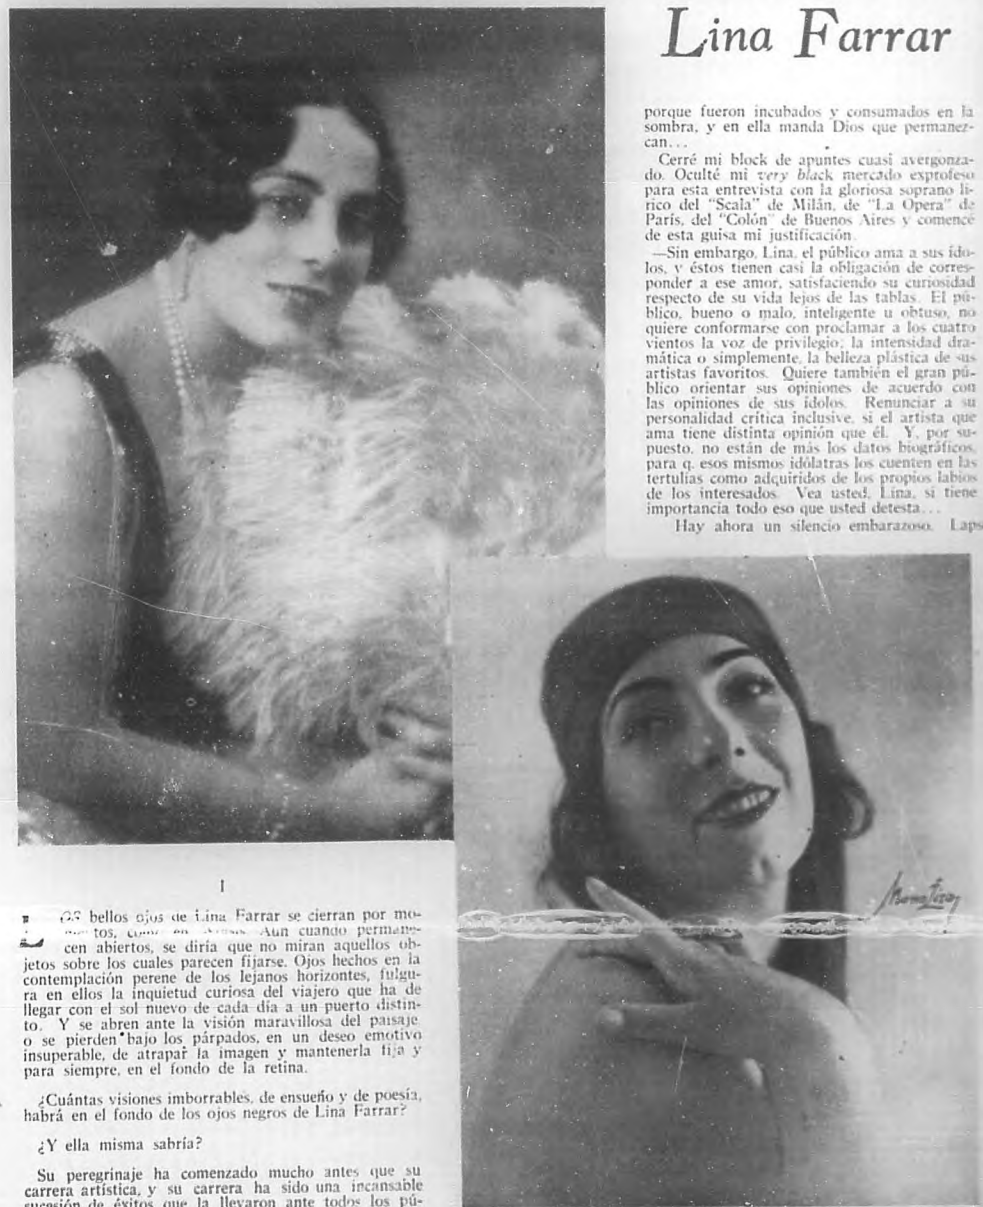 Lina Farrar
I
bellos ojos de Lina Farrar se cierran por mo-
tos, Aun cuando permane-
cen abiertos, se diría que no miran aquellos ob-
jetos sobre los cuales parecen fijarse. Ojos hechos en la
contemplación perene de los lejanos horizontes, fulgu-
ra en ellos la inquietud curiosa del viajero que ha de
llegar con el sol nuevo de cada día a un puerto distin-
to. Y se abren ante la visión maravillosa del paisaje
o se pierden bajo los párpados, en un deseo emotivo
insuperable, de atrapar la imagen y mantenerla fija y
para siempre, en el fondo de la retina.
¿Cuántas visiones imborrables, de ensueño y de poesía,
habrá en el fondo de los ojos negros de Lina Farrar?
¿Y ella misma sabría?
Su peregrinaje ha comenzado mucho antes que su
carrera artística, y su carrera ha sido una incansable
sucesión de éxitos que la llevaron ante todos los pú-
porque fueron incubados y consumados en la
sombra, y en ella manda Dios que permanez-
can...
Cerré mi block de apuntes cuasi avergonza-
do. Oculté mi very black mercado exprofeso
para esta entrevista con la gloriosa soprano lí-
rico del "Scala" de Milán, de "La Opera" de
París, del "Colón" de Buenos Aires y comencé
de esta guisa mi justificación.
—Sin embargo, Lina, el público ama a sus ído-
los, y éstos tienen casi la obligación de corres-
ponder a ese amor, satisfaciendo su curiosidad
respecto de su vida lejos de las tablas. El pú-
blico, bueno o malo, inteligente u obtuso, no
quiere conformarse con proclamar a los cuatro
vientos la voz de privilegio; la intensidad dra-
mática o simplemente, la belleza plástica de sus
artistas favoritos. Quiere también el gran pú-
blico orientar sus opiniones de acuerdo con
las opiniones de sus ídolos. Renunciar a su
personalidad crítica inclusive, si el artista que
ama tiene distinta opinión que él. Y, por su-
puesto, no están de más los datos biográficos,
para q. esos mismos idólatras los cuenten en las
tertulias como adquiridos de los propios labios
de los interesados. Vea usted, Lina, si tiene
importancia todo eso que usted detesta...
Hay ahora un silencio embarazoso. Laps